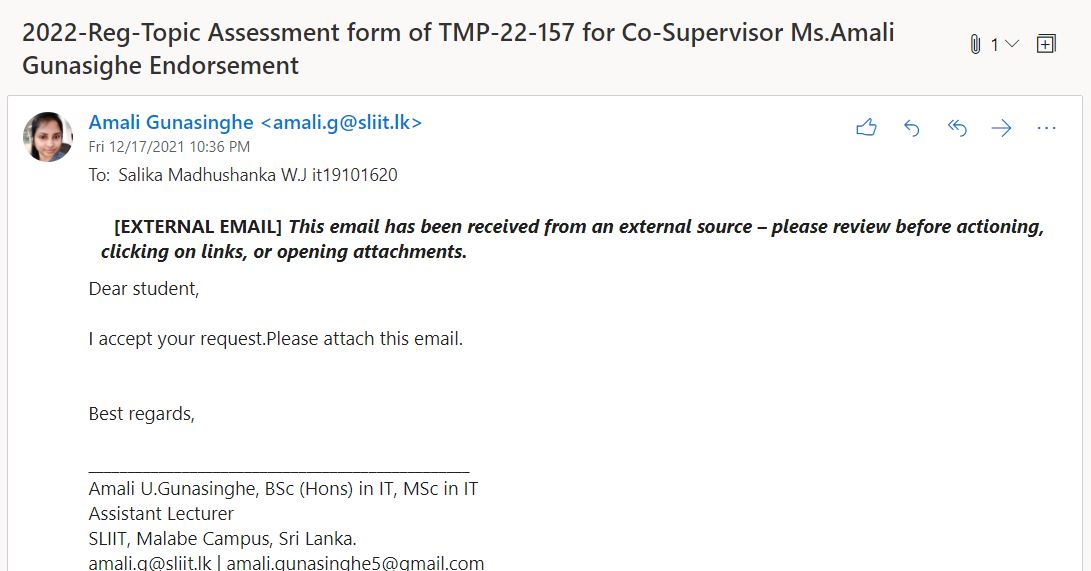 2022-Reg-Topic Assessment form of TMP-22-157 for Co-Supervisor Ms.Amali
Gunasighe Endorsement
1
Amali Gunasinghe <amali.g@sliit.lk>
Fri 12/17/2021 10:36 PM
To: Salika Madhushanka W.J it19101620
[EXTERNAL EMAIL] This email has been received from an external source – please review before actioning,
clicking on links, or opening attachments.
Dear student,
I accept your request.Please attach this email.
Best regards,
Amali U.Gunasinghe, BSc (Hons) in IT, MSc in IT
Assistant Lecturer
SLIIT, Malabe Campus, Sri Lanka.
amali.g@sliit.lk | amali.gunasinghe5@gmail.com